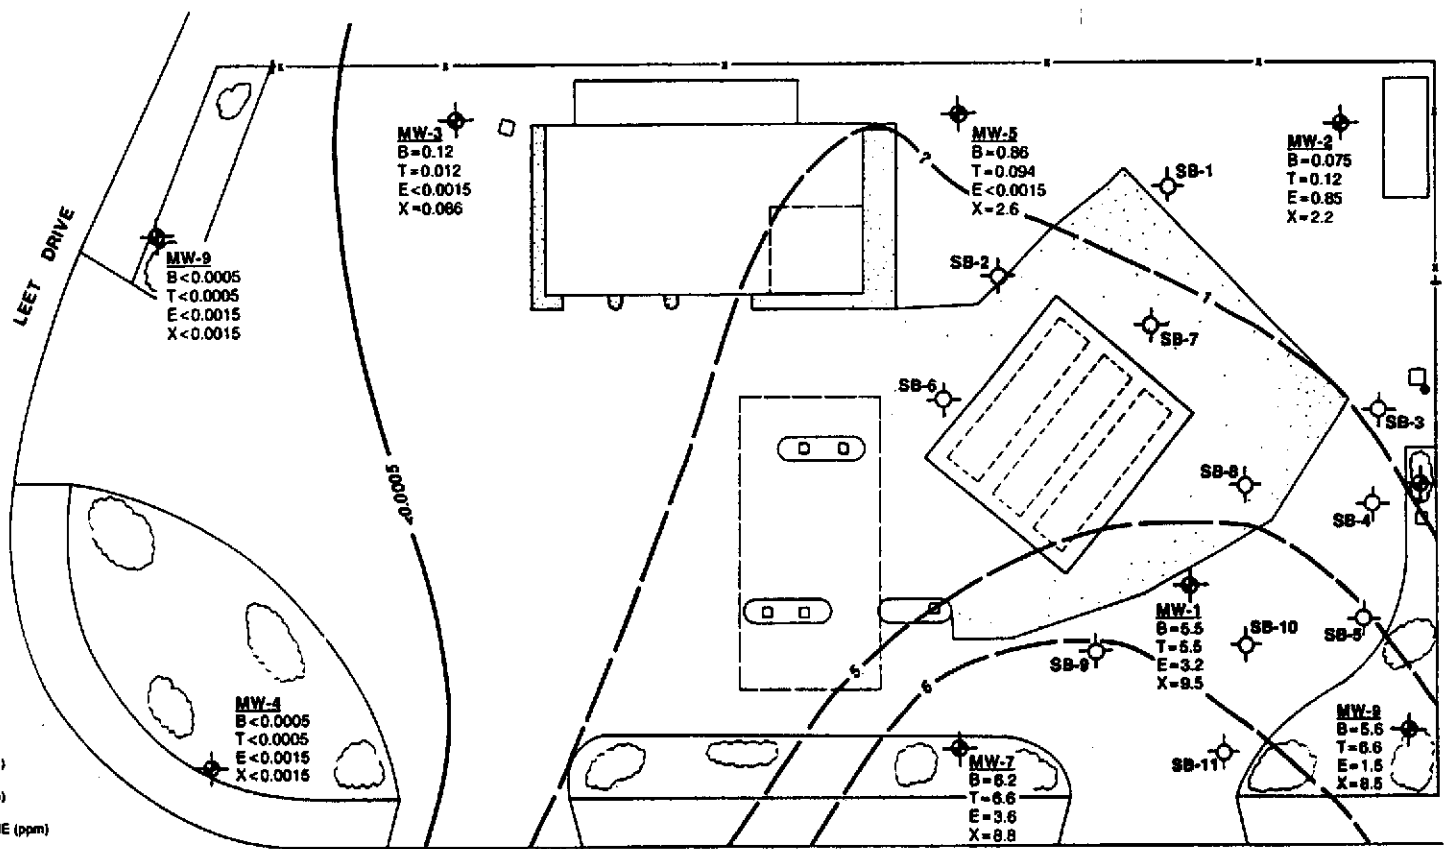 MW-3
B=0.12
T=0.012
E<0.0015
X=0.086
MW-5
B=0.86
T=0.094
E<0.0015
X=2.6
MW-2
B=0.075
T=0.12
E=0.85
X=2.2
SB-1
?
LEET DRIVE
MW-9
B<0.0005
T<0.0005
E<0.0015
X<0.0015
SB-2
1
SB-7
SB-6
SB-3
<0.0005
SB-8
SB-4
MW-1
B=5.5
T=5.5
E=3.2
X=9.5
SB-10
SB-5
SB-9
5
6
MW-4
B<0.0005
T<0.0005
E<0.0015
X<0.0015
MW-7
B=6.2
T=6.6
E=3.6
X=8.8
SB-11
MW-9
B=5.6
T=6.6
E=1.5
X=8.5
)
)
E (ppm)